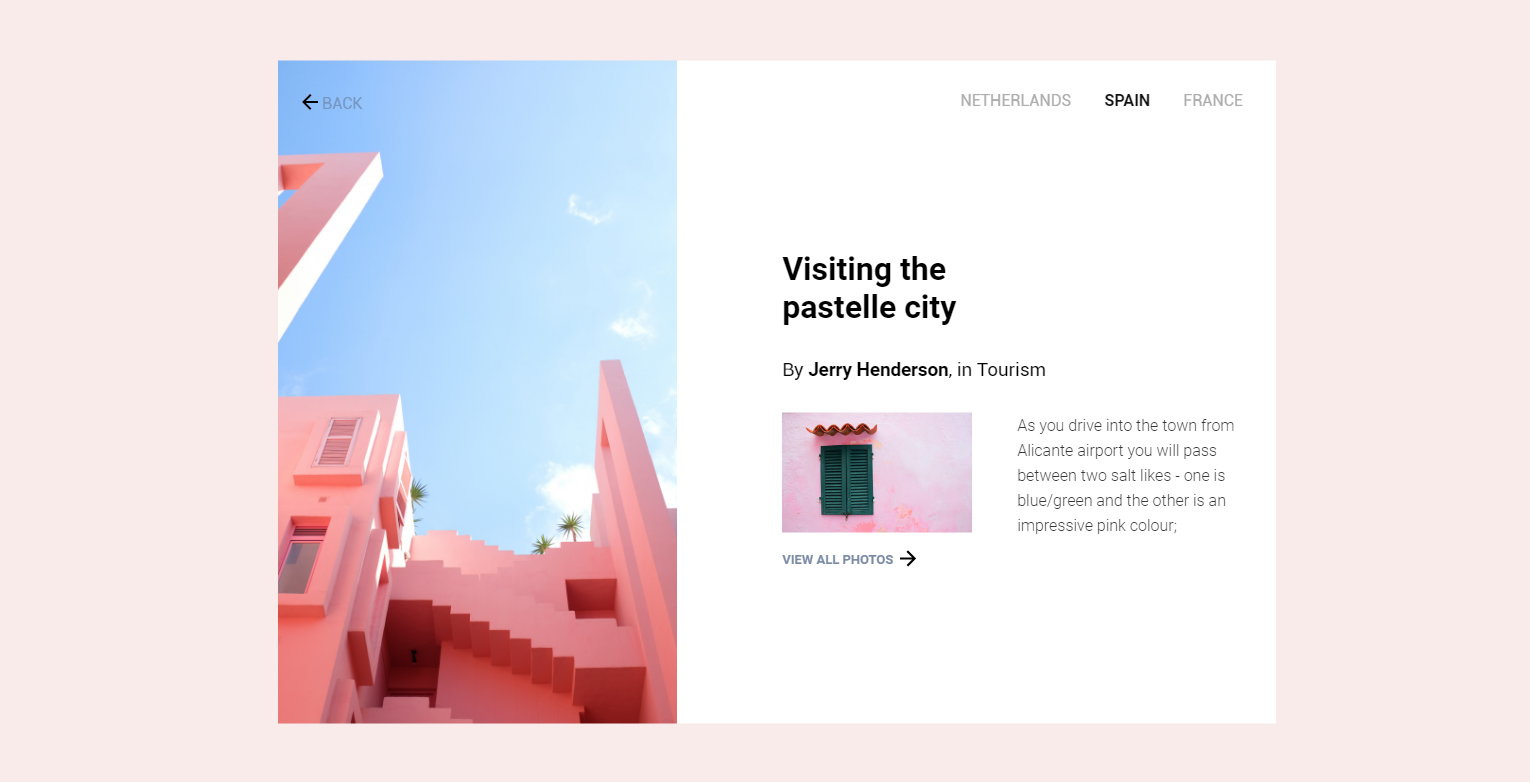 BACK
NETHERLANDS SPAIN FRANCE
Visiting the
pastelle city
By Jerry Henderson, in Tourism
As you drive into the town from
Alicante airport you will pass
between two salt likes - one is
blue/green and the other is an
impressive pink colour;
VIEW ALL PHOTOS